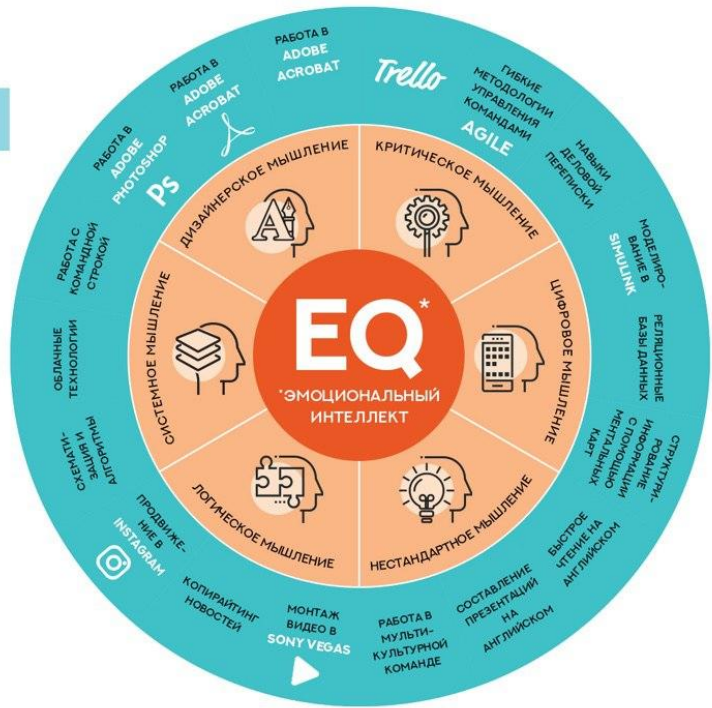 EQ*
*ЭМОЦИОНАЛЬНЫЙ
ИНТЕЛЛЕКТ
ДИЗАЙНЕРСКОЕ МЫШЛЕНИЕ
КРИТИЧЕСКОЕ МЫШЛЕНИЕ
ЦИФРОВОЕ МЫШЛЕНИЕ
НЕСТАНДАРТНОЕ МЫШЛЕНИЕ
ЛОГИЧЕСКОЕ МЫШЛЕНИЕ
СИСТЕМНОЕ МЫШЛЕНИЕ
РАБОТА В
ADOBE
ACROBAT
Trello
ГИБКИЕ
МЕТОДОЛОГИИ
УПРАВЛЕНИЯ
КОМАНДАМИ
AGILE
НАВЫКИ
ДЕЛОВОЙ
ПЕРЕПИСКИ
МОДЕЛИРО-
ВАНИЕ В
SIMULINK
РЕЛЯЦИОННЫЕ
БАЗЫ ДАННЫХ
СТРУКТУРИ-
РОВАНИЕ
ИНФОРМАЦИИ
С ПОМОЩЬЮ
МЕНТАЛЬНЫХ
КАРТ
БЫСТРОЕ
ЧТЕНИЕ НА
АНГЛИЙСКОМ
СОСТАВЛЕНИЕ
ПРЕЗЕНТАЦИЙ
НА
АНГЛИЙСКОМ
РАБОТА В
МУЛЬТИ-
КУЛЬТУРНОЙ
КОМАНДЕ
МОНТАЖ
ВИДЕО В
SONY VEGAS
КОПИРАЙТИНГ
НОВОСТЕЙ
ПРОДВИЖЕ-
НИЕ В
INSTAGRAM
СХЕМАТИ-
ЗАЦИЯ И
АЛГОРИТМЫ
ОБЛАЧНЫЕ
ТЕХНОЛОГИИ
РАБОТА С
КОМАНДНОЙ
СТРОКОЙ
РАБОТА В
ADOBE
PHOTOSHOP
Ps
РАБОТА В
ADOBE
ACROBAT